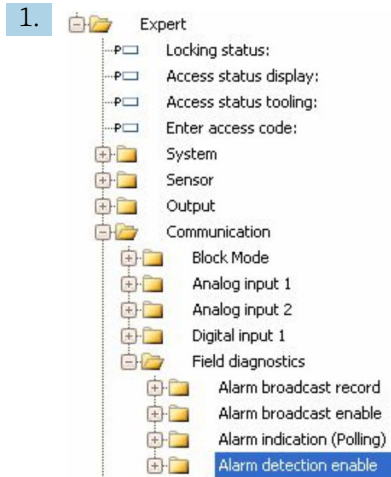 1.
Expert
Locking status:
Access status display:
Access status tooling:
Enter access code:
System
Sensor
Output
Communication
Block Mode
Analog input 1
Analog input 2
Digital input 1
Field diagnostics
Alarm broadcast record
Alarm broadcast enable
Alarm indication (Polling)
Alarm detection enable